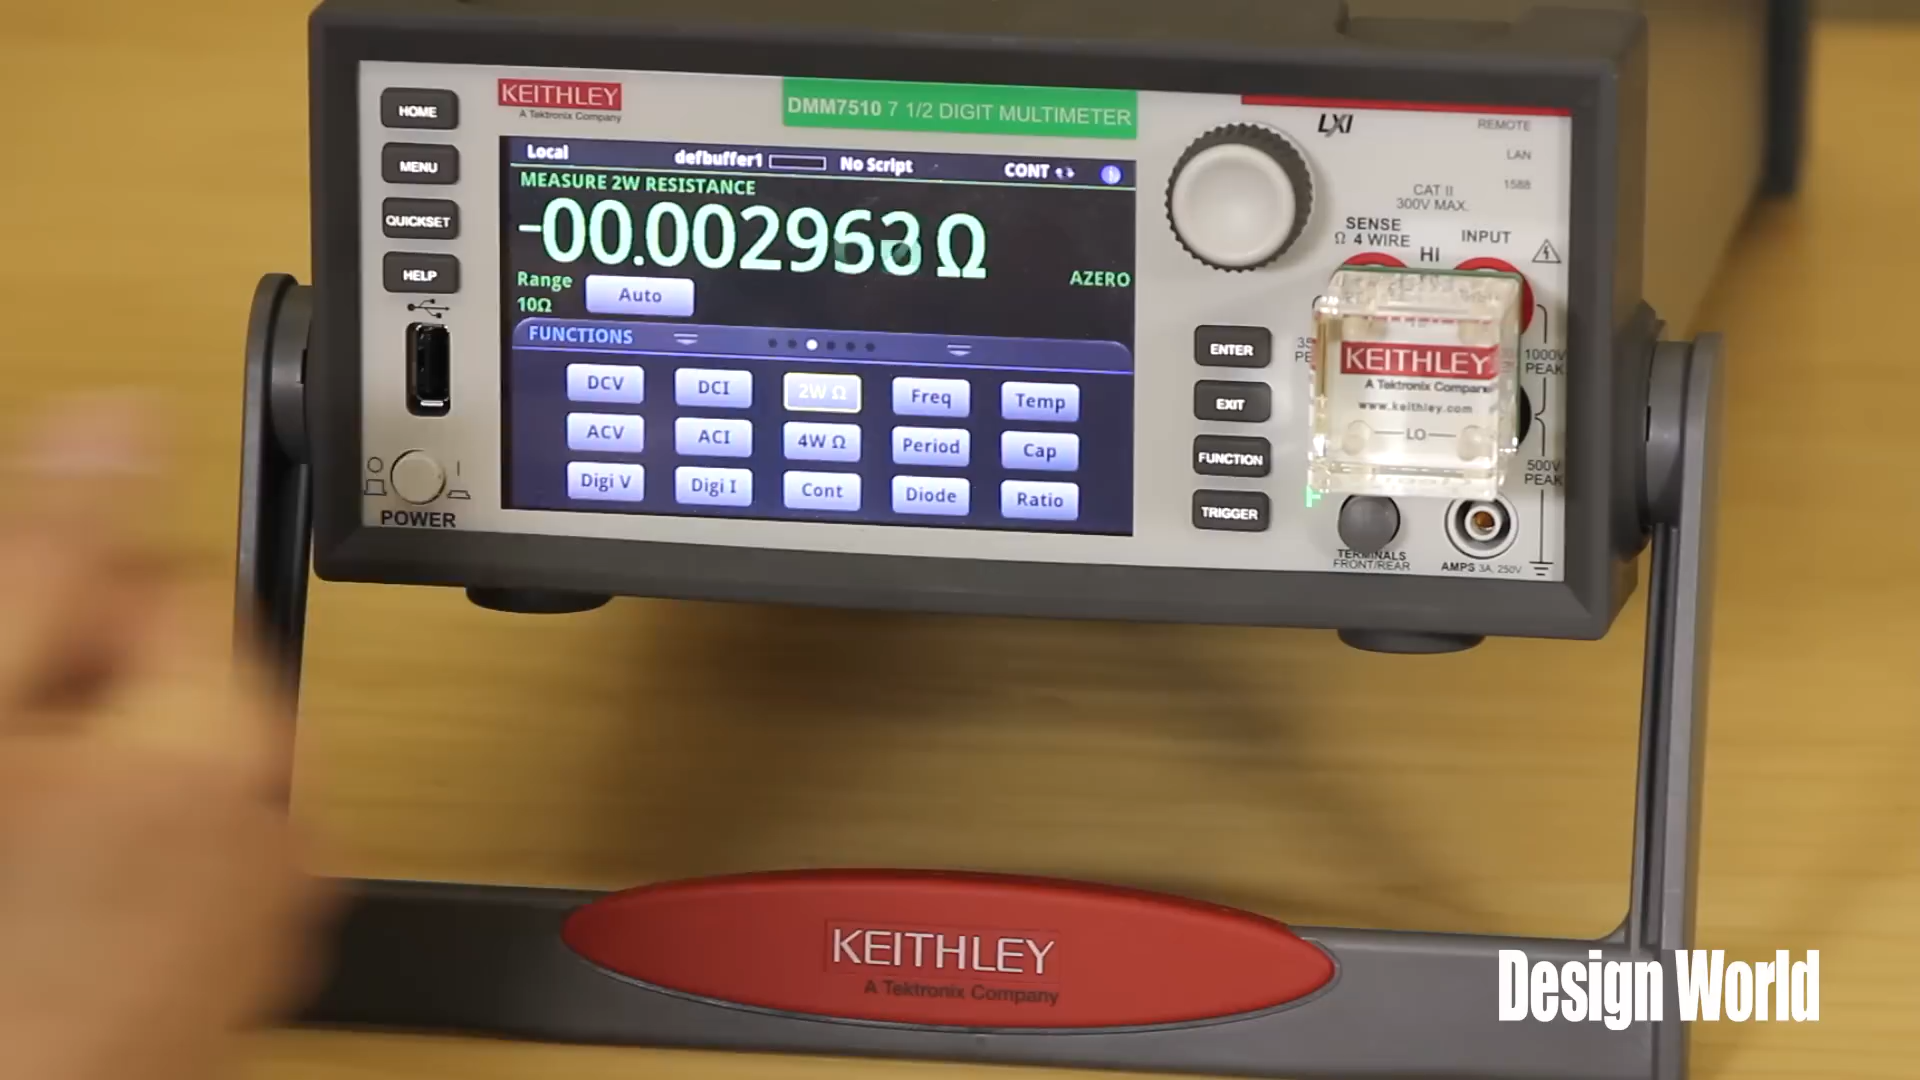 HOME
MENU
QUICKSET
HELP
POWER
KEITHLEY
A Tektronix Company
DMM7510 7 1/2 DIGIT MULTIMETER
Local defbuffer1 No Script CONT
MEASURE 2W RESISTANCE
Range
10Ω
Auto
AZERO
FUNCTIONS
DCV DCI 2W Ω Freq Temp
ACV ACI 4W Ω Period Cap
Digi V Digi I Cont Diode Ratio
LXI
REMOTE
LAN
1588
CAT II
300V MAX.
SENSE
Ω 4 WIRE
HI
INPUT
ENTER
EXIT
FUNCTION
TRIGGER
KEITHLEY
A Tektronix Company
www.keithley.com
LO
1000V
PEAK
500V
PEAK
TERMINALS
FRONT/REAR
AMPS 3A, 250V
KEITHLEY
A Tektronix Company
Design World